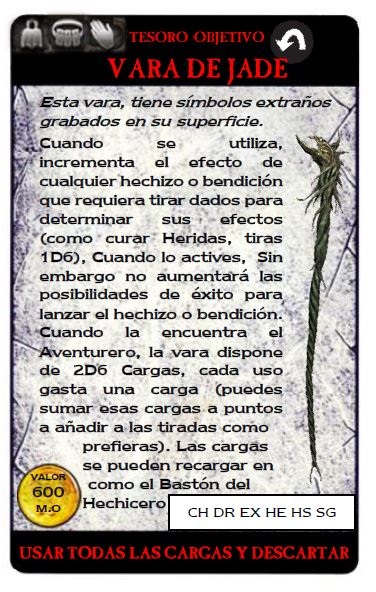 TESORO OBJETIVO
VARA DE JADE
Esta vara, tiene símbolos extraños
grabados en su superficie.
Cuando se utiliza,
incrementa el efecto de
cualquier hechizo o bendición
que requiera tirar dados para
determinar sus efectos
(como curar Heridas, tiras
1D6), Cuando lo actives, Sin
embargo no aumentará las
posibilidades de éxito para
lanzar el hechizo o bendición.
Cuando la encuentra el
Aventurero, la vara dispone
de 2D6 Cargas, cada uso
gasta una carga (puedes
sumar esas cargas a puntos
a añadir a las tiradas como
prefieras). Las cargas
se pueden recargar en
como el Bastón del
Hechicero
VALOR
600
M.O
CH DR EX HE HS SG
USAR TODAS LAS CARGAS Y DESCARTAR